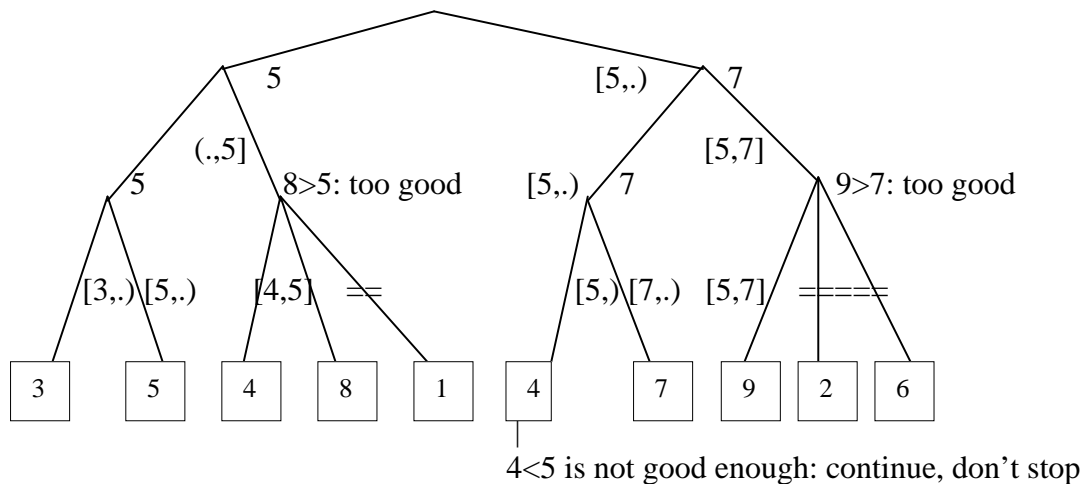 5 [5,.) 7
(.,5] [5,7]
5 8>5: too good [5,.) 7 9>7: too good
[3,.) [5,.) [4,5] == [5,) [7,.) [5,7] ====
3 5 4 8 1 4 7 9 2 6
4<5 is not good enough: continue, don't stop